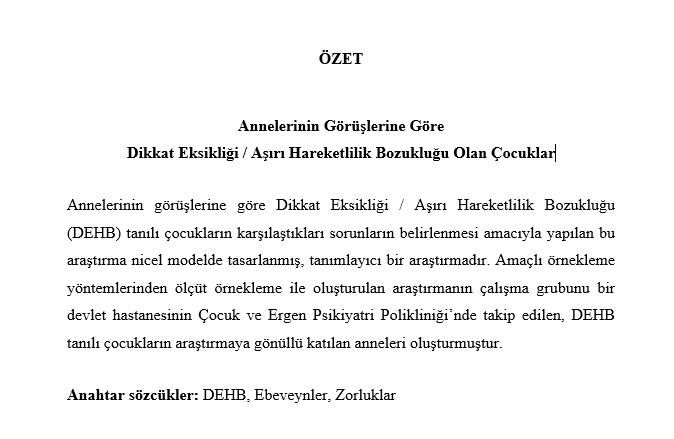 ÖZET
Annelerinin Görüşlerine Göre
Dikkat Eksikliği / Aşırı Hareketlilik Bozukluğu Olan Çocuklar
Annelerinin görüşlerine göre Dikkat Eksikliği / Aşırı Hareketlilik Bozukluğu
(DEHB) tanılı çocukların karşılaştıkları sorunların belirlenmesi amacıyla yapılan bu
araştırma nicel modelde tasarlanmış, tanımlayıcı bir araştırmadır. Amaçlı örnekleme
yöntemlerinden ölçüt örnekleme ile oluşturulan araştırmanın çalışma grubunu bir
devlet hastanesinin Çocuk ve Ergen Psikiyatri Polikliniği’nde takip edilen, DEHB
tanılı çocukların araştırmaya gönüllü katılan anneleri oluşturmuştur.
Anahtar sözcükler: DEHB, Ebeveynler, Zorluklar